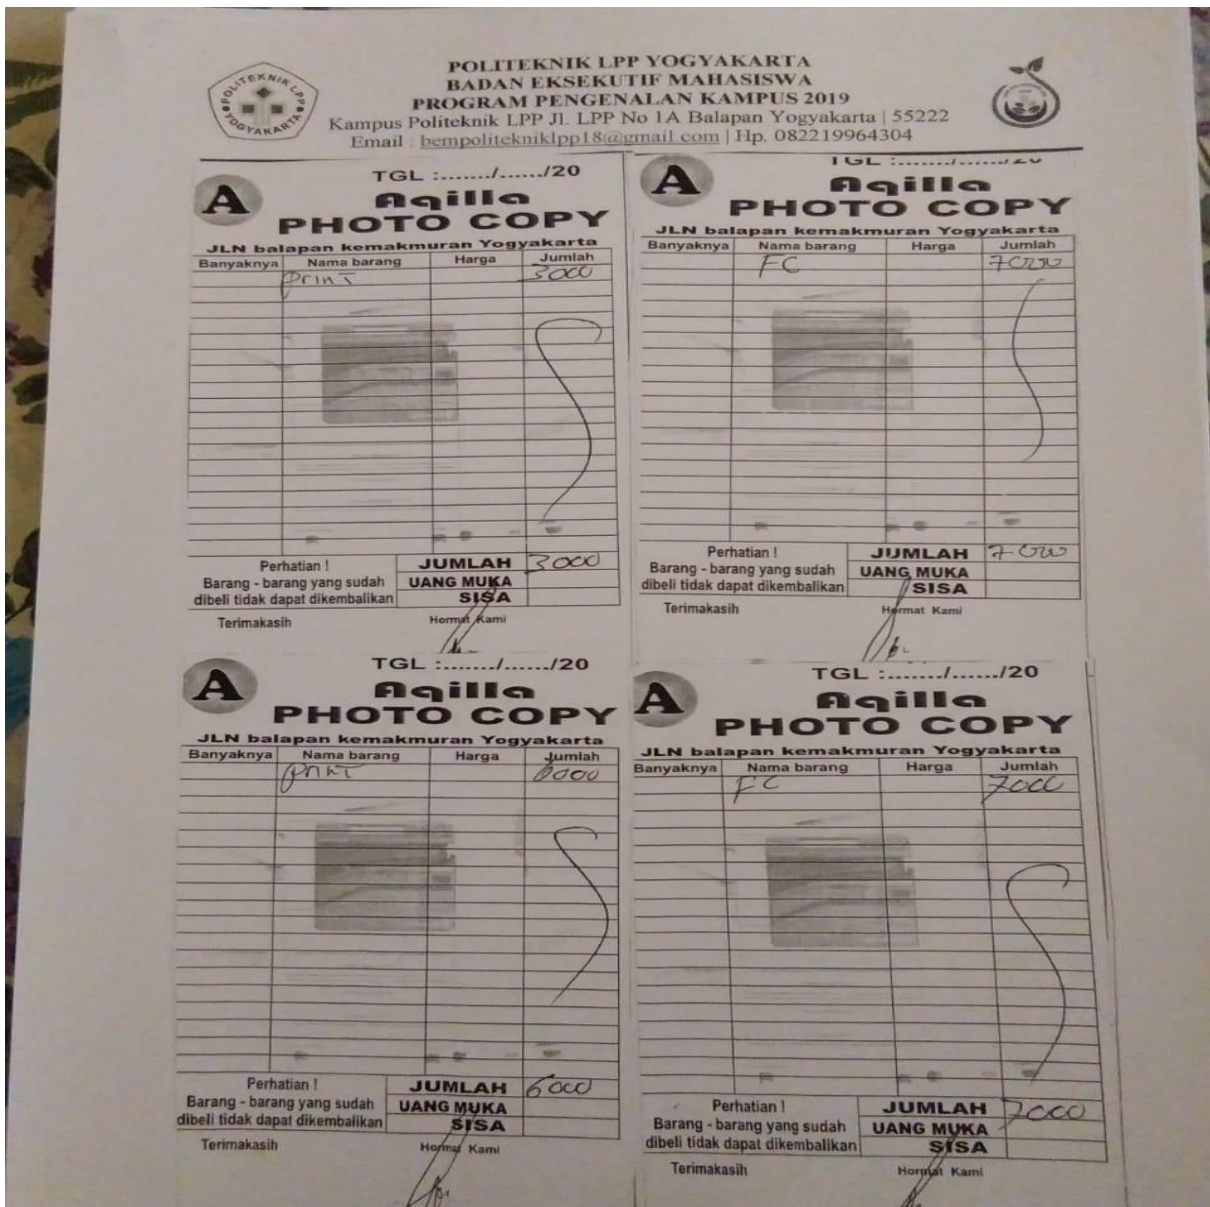 POLITEKNIK LPP YOGYAKARTA
BADAN EKSEKUTIF MAHASISWA
PROGRAM PENGENALAN KAMPUS 2019
Kampus Politeknik LPP Jl. LPP No 1A Balapan Yogyakarta | 55222
Email : bempolitekniklpp18@gmail.com | Hp. 082219964304
POLITEKNIK LPP
YOGYAKARTA
TGL :......./....../20
A
Aqilla
PHOTO COPY
JLN balapan kemakmuran Yogyakarta
Banyaknya Nama barang Harga Jumlah
Print 3000
Perhatian !
Barang - barang yang sudah
dibeli tidak dapat dikembalikan
JUMLAH 3000
UANG MUKA
SISA
Terimakasih
Hormat Kami
TGL :......./....../20
A
Aqilla
PHOTO COPY
JLN balapan kemakmuran Yogyakarta
Banyaknya Nama barang Harga Jumlah
FC 7000
Perhatian !
Barang - barang yang sudah
dibeli tidak dapat dikembalikan
JUMLAH 7000
UANG MUKA
SISA
Terimakasih
Hormat Kami
TGL :......./....../20
A
Aqilla
PHOTO COPY
JLN balapan kemakmuran Yogyakarta
Banyaknya Nama barang Harga Jumlah
Print 6000
Perhatian !
Barang - barang yang sudah
dibeli tidak dapat dikembalikan
JUMLAH 6000
UANG MUKA
SISA
Terimakasih
Hormat Kami
TGL :......./....../20
A
Aqilla
PHOTO COPY
JLN balapan kemakmuran Yogyakarta
Banyaknya Nama barang Harga Jumlah
FC 7000
Perhatian !
Barang - barang yang sudah
dibeli tidak dapat dikembalikan
JUMLAH 7000
UANG MUKA
SISA
Terimakasih
Hormat Kami